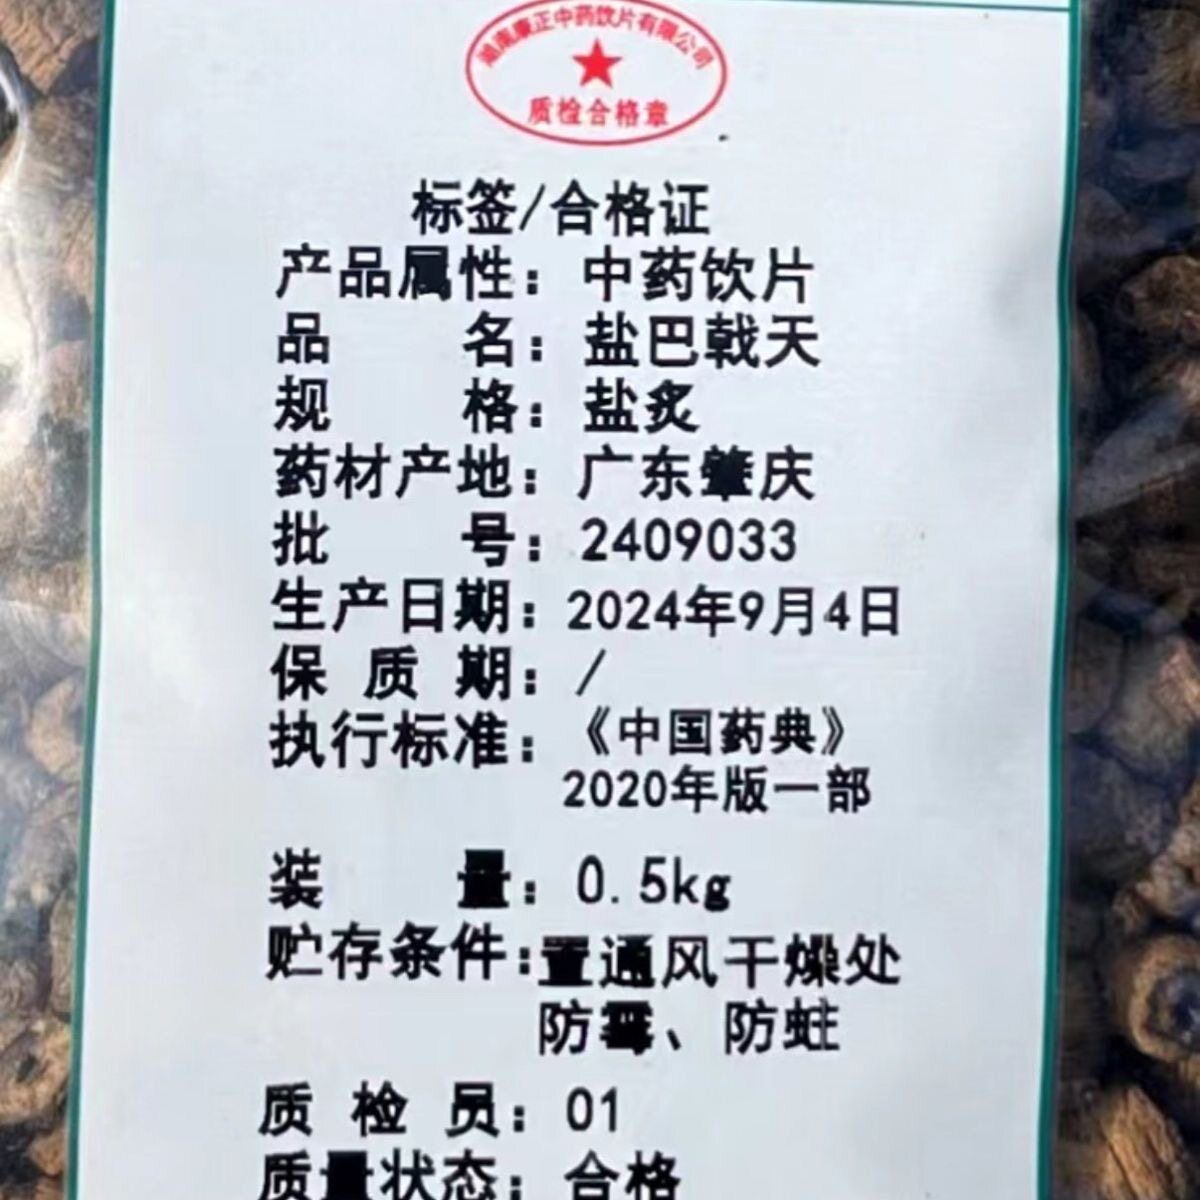 湖南康正中药饮片有限公司
质检合格章
标签/合格证
产品属性：中药饮片
品名：盐巴戟天
规格：盐炙
药材产地：广东肇庆
批号：2409033
生产日期：2024年9月4日
保质期：/
执行标准：《中国药典》
2020年版一部
装量：0.5kg
贮存条件：置通风干燥处
防霉、防蛀
质检员：01
质量状态：合格